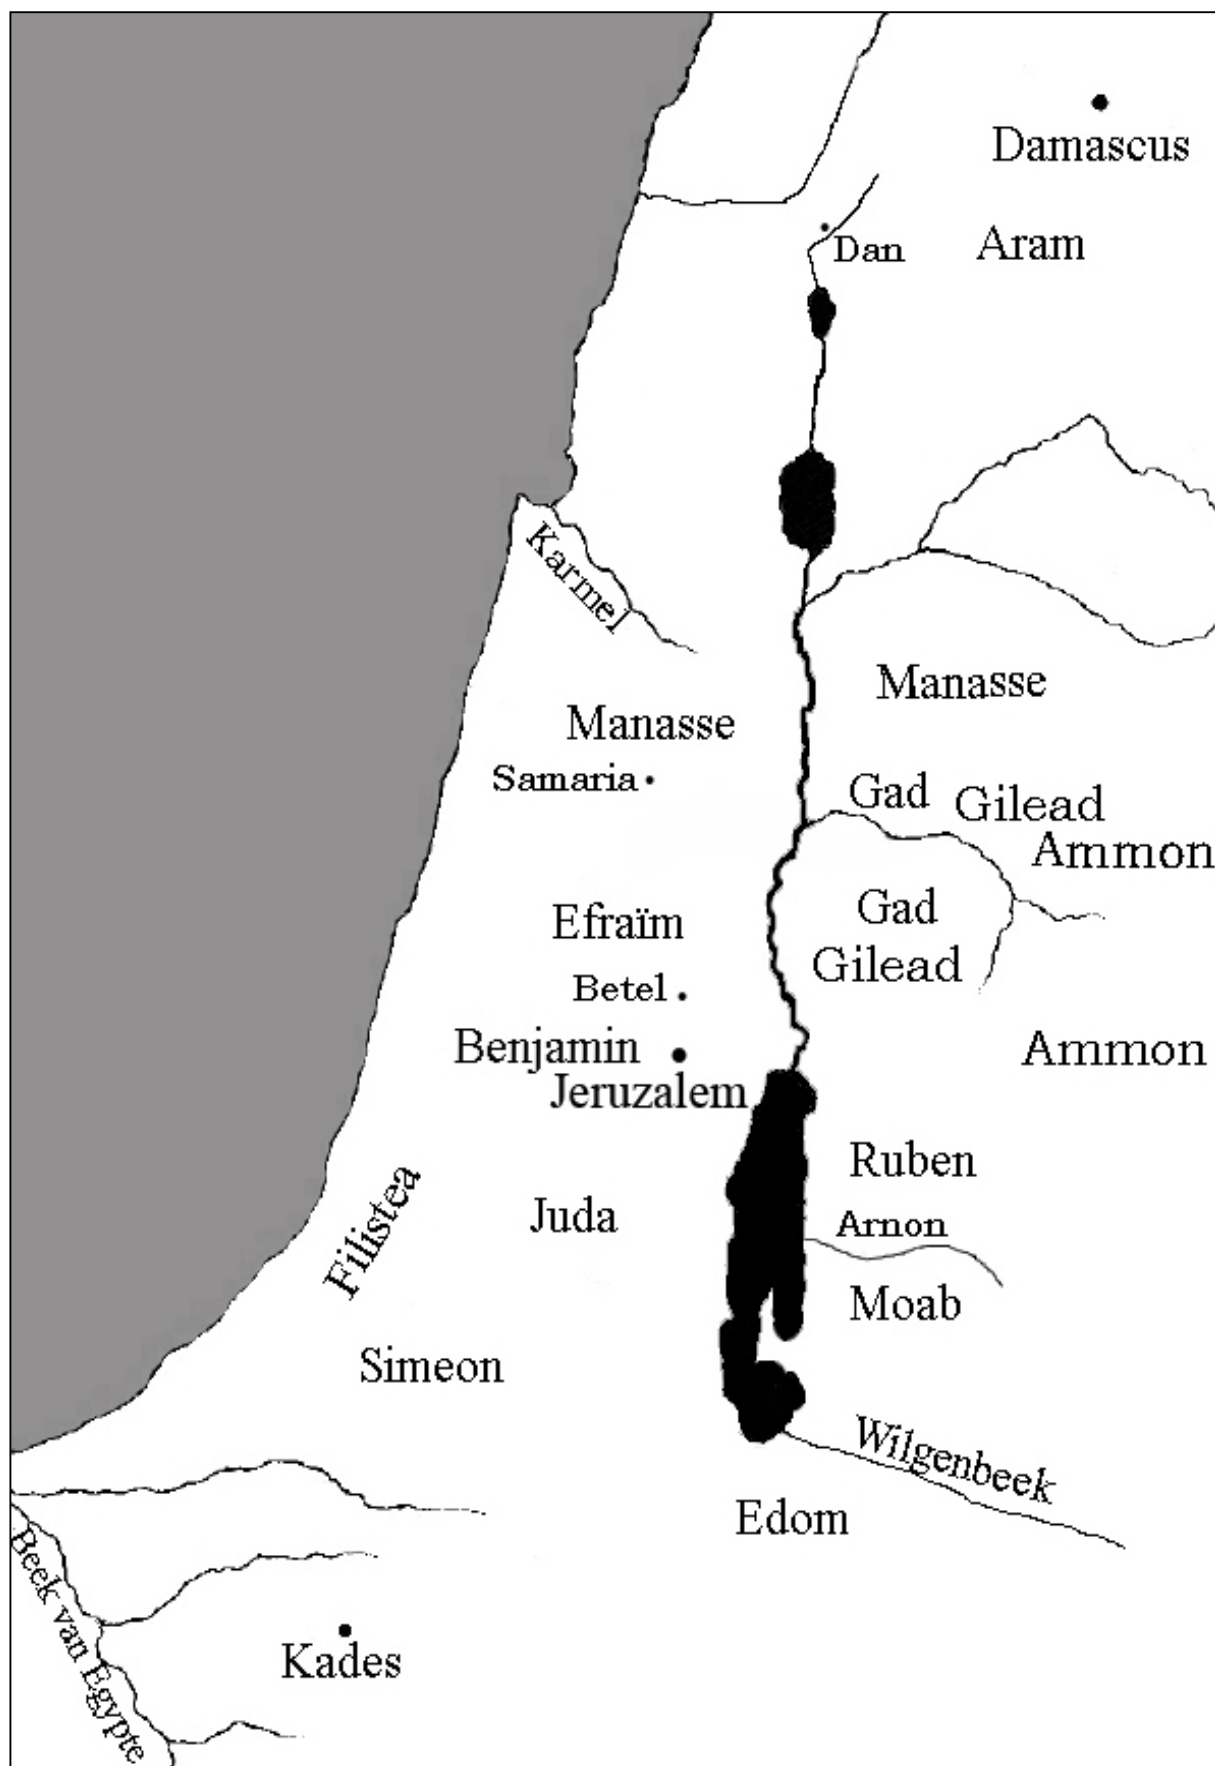 Damascus
Dan
Aram
Karmel
Manasse
Manasse
Samaria
Gad
Gilead
Ammon
Efraïm
Gad
Gilead
Betel
Benjamin
Jeruzalem
Ammon
Ruben
Filistea
Juda
Arnon
Moab
Simeon
Wilgenbeek
Edom
Beek van Egypte
Kades